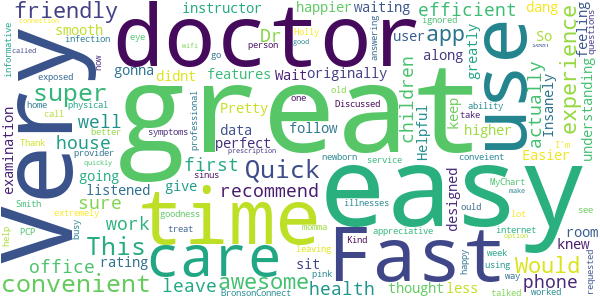 friendly
doctor
instructor
happier
waiting
efficient
dang
smooth
Dr
Holly
user
app
along
ignored
answering
So
feeling
questions
informative
connection
called
infection
eye
person
wifi
good
gonna
Wait
originally
go
exposed
now
didnt
features
greatly
Very
great
use
experience
super
home
physical
call
Pretty
one
old
Discussed
children
Helpful
ability
take
keep
higher
insanely
actually
understanding
well
better
symptoms
professional
data
follow
examination
Thank
provider
house
perfect
quickly
prescription
Easier
I'm
going
listened
first
sinus
Quick
newborn
service
conveient
MyChart
make
easy
sure
give
recommend
illnesses
designed
Smith
extremely
time
momma
appreciative
ould
lot
see
help
PCP
busy
This
work
goodness
treat
leaving
Kind
Fast
happy
week
using
internet
option
way
room
knew
office
rating
care
sit
pink
Would
requested
convenient
leave
awesome
BronsonConnect
health
thought
less
talked
phone
worked